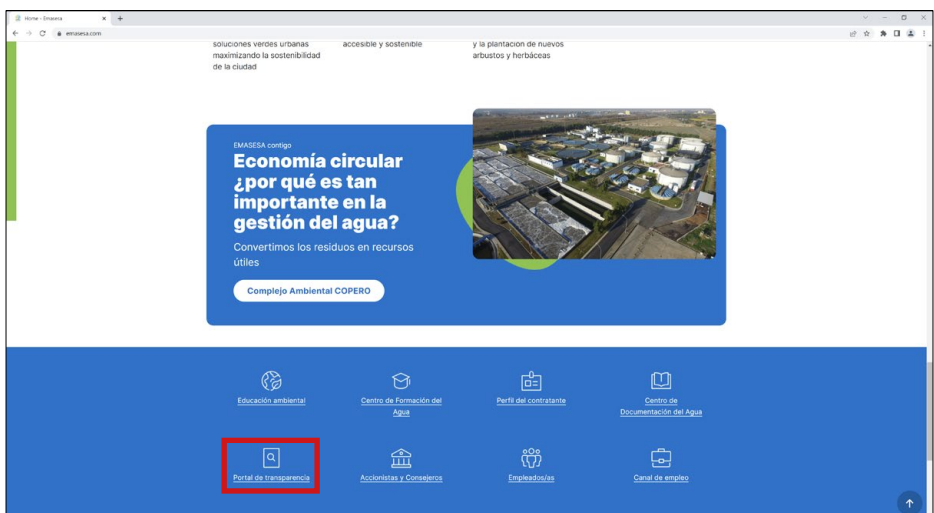 Home - Emasesa
emasesa.com
soluciones verdes urbanas
maximizando la sostenibilidad
de la ciudad
accesible y sostenible
y la plantación de nuevos
arbustos y herbáceas
EMASESA contigo
Economía circular
¿por qué es tan
importante en la
gestión del agua?
Convertimos los residuos en recursos
útiles
Complejo Ambiental COPERO
Educación ambiental
Centro de Formación del
Agua
Perfil del contratante
Centro de
Documentación del Agua
Portal de transparencia
Accionistas y Consejeros
Empleados/as
Canal de empleo